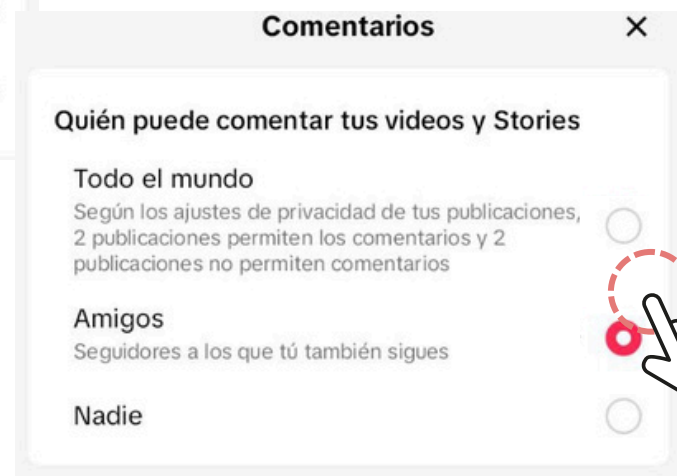 Comentarios
Quién puede comentar tus videos y Stories
Todo el mundo
Según los ajustes de privacidad de tus publicaciones,
2 publicaciones permiten los comentarios y 2
publicaciones no permiten comentarios
Amigos
Seguidores a los que tú también sigues
Nadie